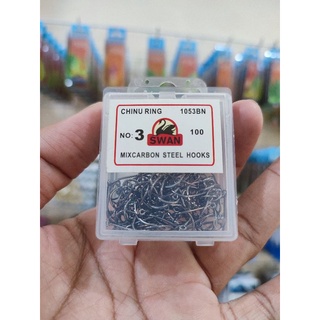 CHINU RING 1053BN
NO: 3 SWAN 100
MIXCARBON STEEL HOOKS